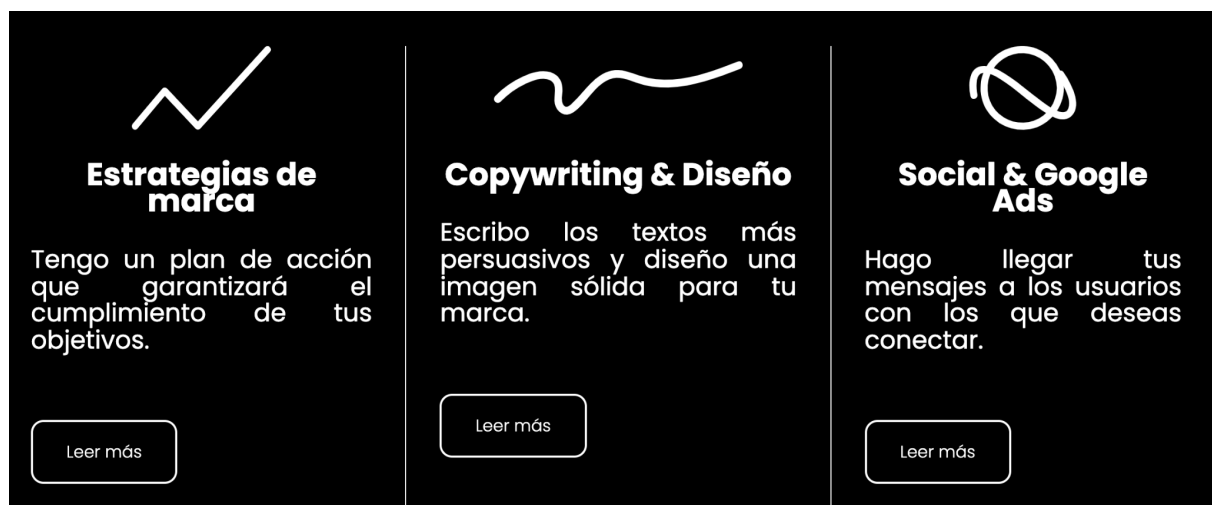 Estrategias de
marca
Tengo un plan de acción
que garantizará el
cumplimiento de tus
objetivos.
Leer más
Copywriting & Diseño
Escribo los textos más
persuasivos y diseño una
imagen sólida para tu
marca.
Leer más
Social & Google
Ads
Hago llegar tus
mensajes a los usuarios
con los que deseas
conectar.
Leer más